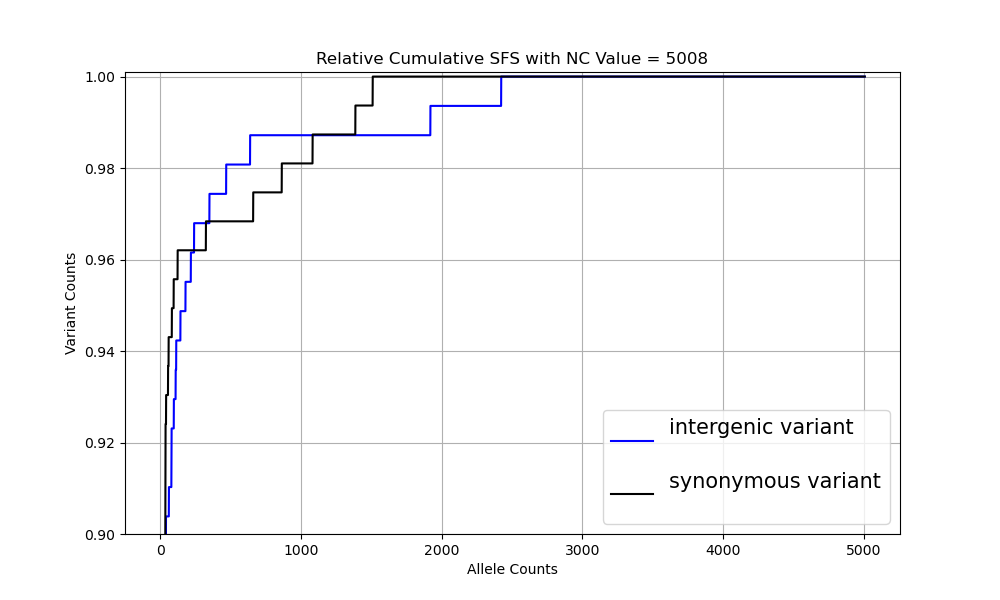 Relative Cumulative SFS with NC Value = 5008
1.00
0.98
0.96
0.94
0.92
0.90
Variant Counts
intergenic variant
synonymous variant
0 1000 2000 3000 4000 5000
Allele Counts